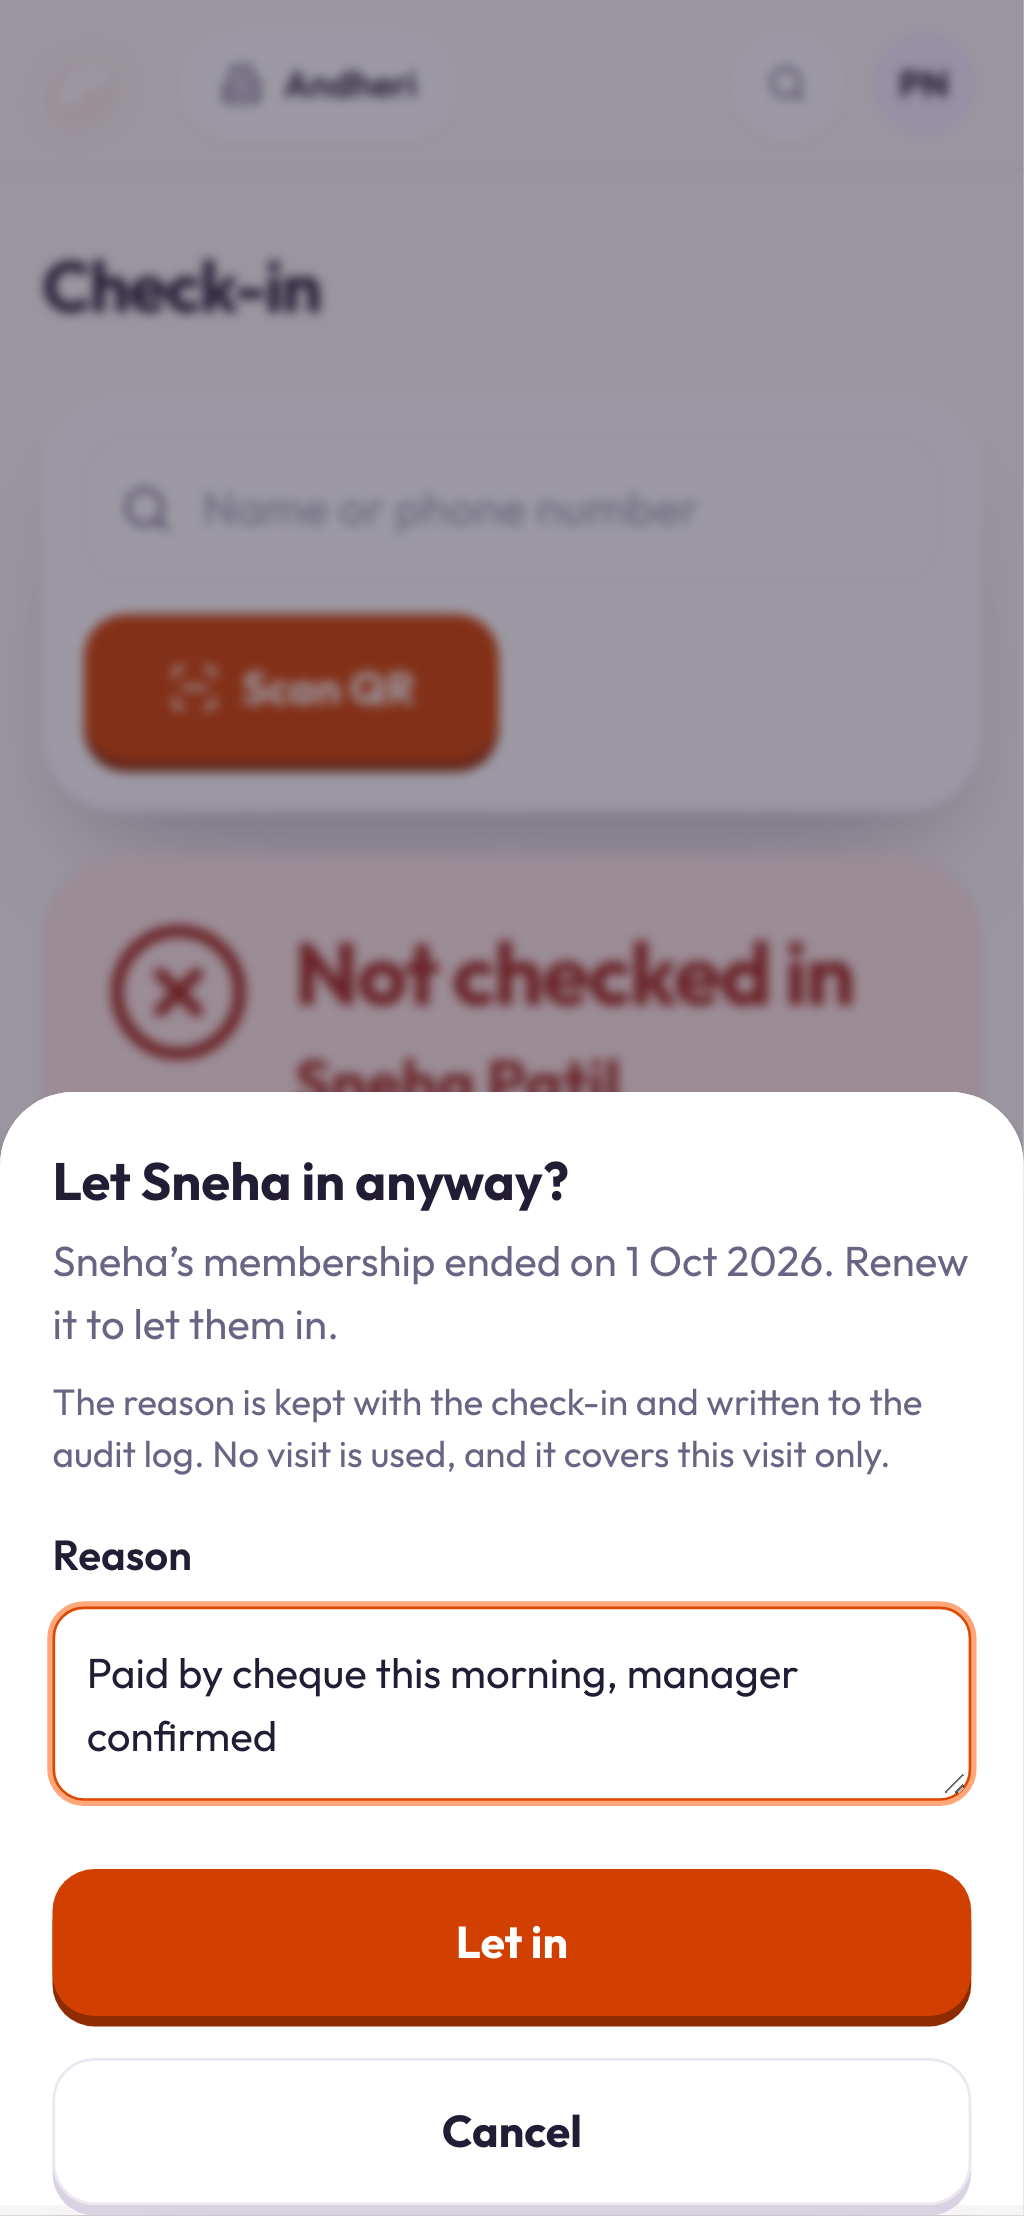 Andheri
PN
Check-in
Name or phone number
Scan QR
Not checked in
Sneha Patil
Let Sneha in anyway?
Sneha’s membership ended on 1 Oct 2026. Renew
it to let them in.
The reason is kept with the check-in and written to the
audit log. No visit is used, and it covers this visit only.
Reason
Paid by cheque this morning, manager
confirmed
Let in
Cancel